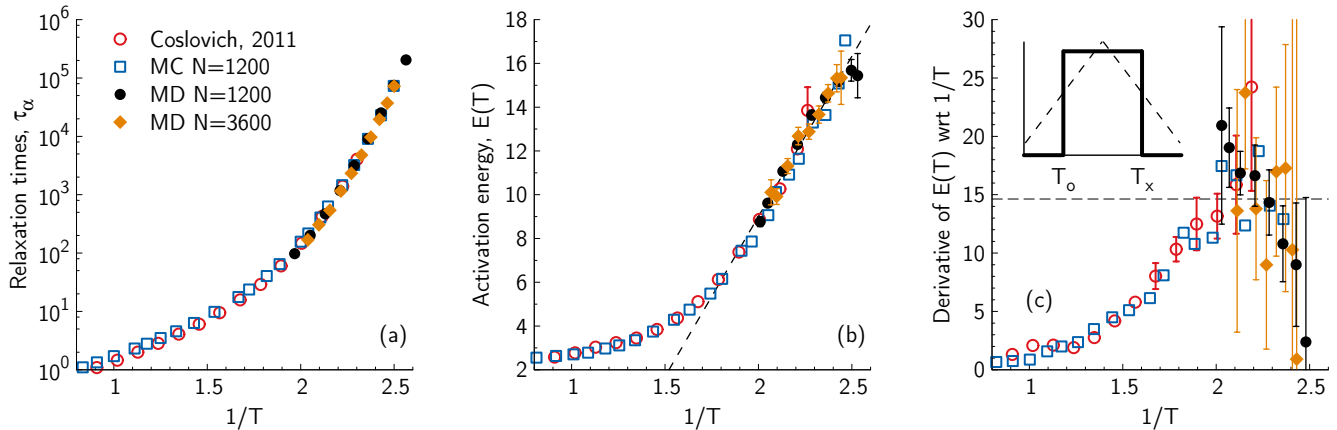 10^6
10^5
10^4
10^3
10^2
10^1
10^0
Relaxation times, τ_α
Coslovich, 2011
MC N=1200
MD N=1200
MD N=3600
(a)
1
1.5
2
2.5
1/T
18
16
14
12
10
8
6
4
2
Activation energy, E(T)
(b)
1
1.5
2
2.5
1/T
30
25
20
15
10
5
0
Derivative of E(T) wrt 1/T
T_o
T_x
(c)
1
1.5
2
2.5
1/T